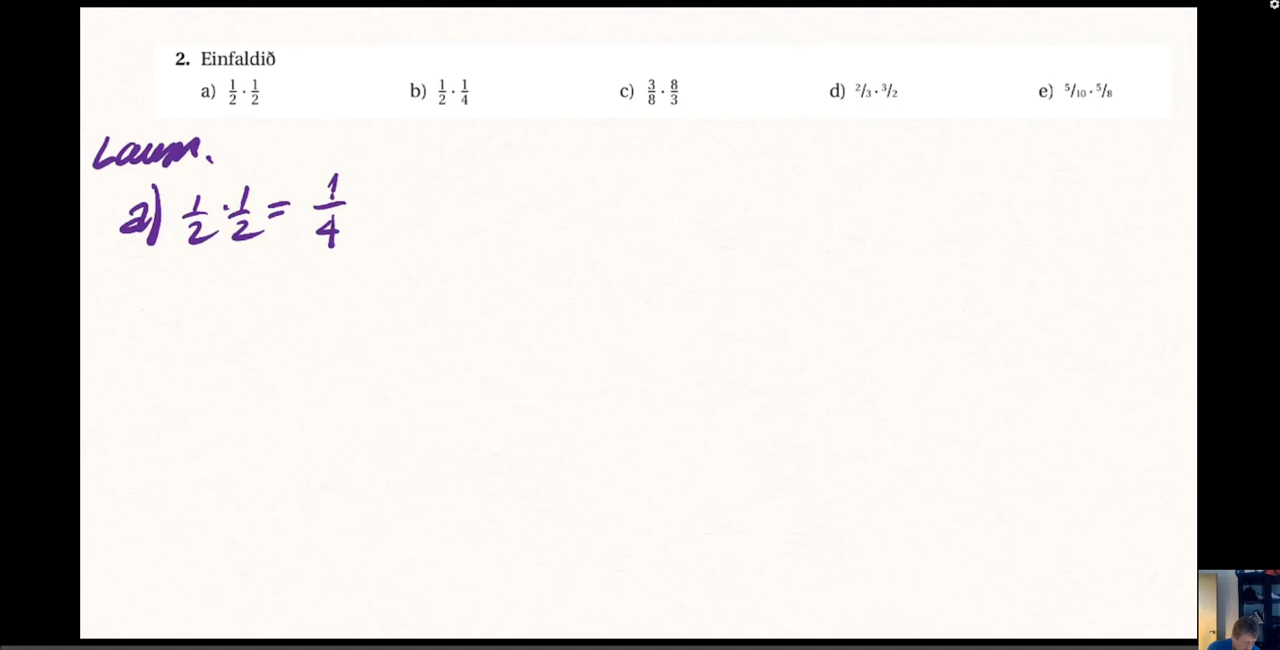 2. Einfaldið
a) 1/2 · 1/2 b) 1/2 · 1/4 c) 3/8 · 8/3 d) 2/3 · 3/2 e) 5/10 · 5/8
Lausn.
a) 1/2 · 1/2 = 1/4